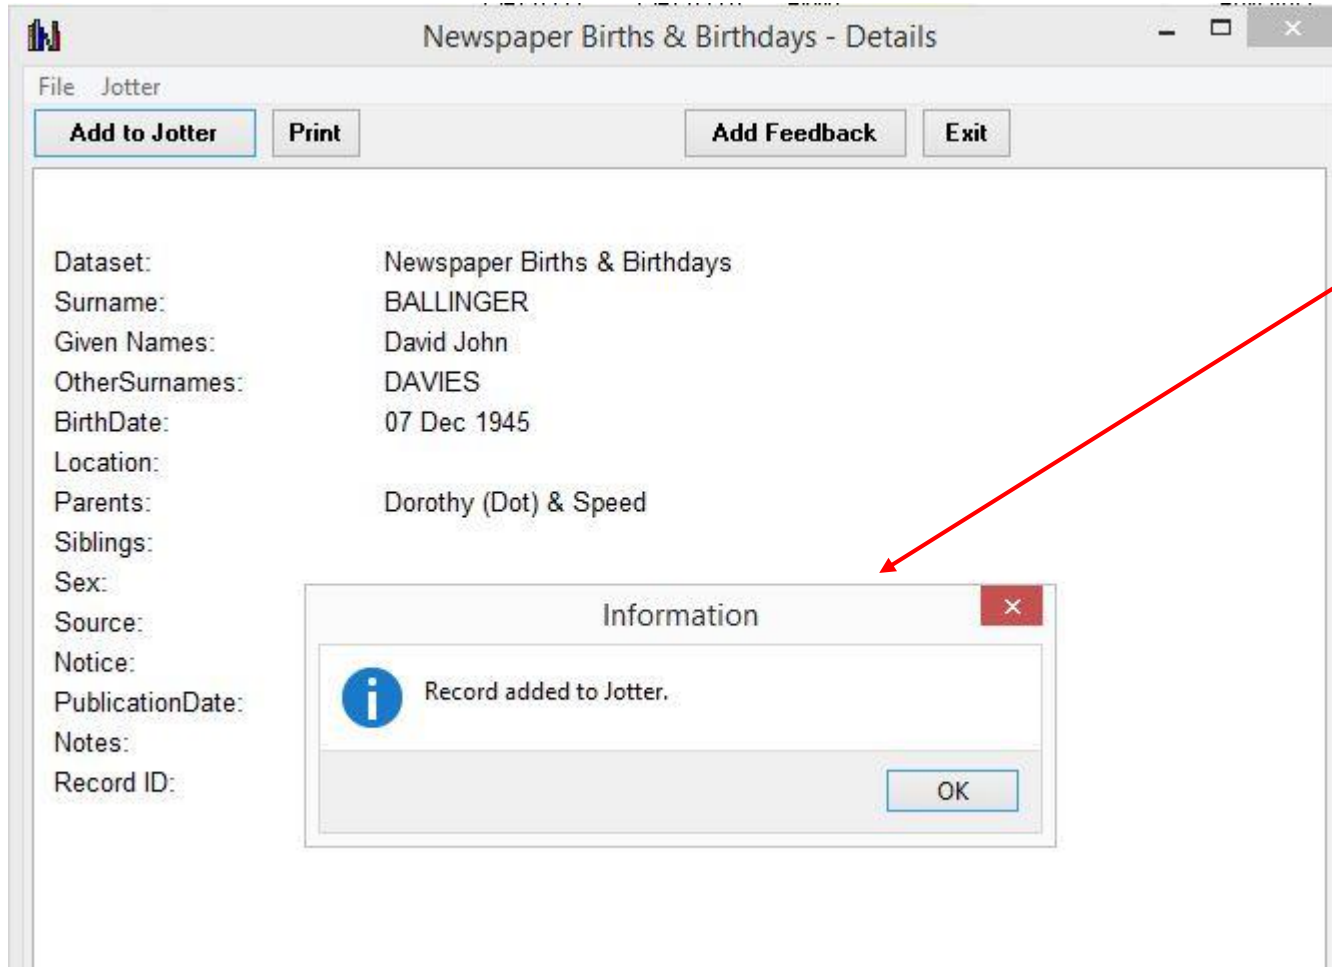 Newspaper Births & Birthdays - Details
File Jotter
Add to Jotter Print Add Feedback Exit
Dataset: Newspaper Births & Birthdays
Surname: BALLINGER
Given Names: David John
OtherSurnames: DAVIES
BirthDate: 07 Dec 1945
Location:
Parents: Dorothy (Dot) & Speed
Siblings:
Sex:
Source:
Notice:
PublicationDate:
Notes:
Record ID:
Information
Record added to Jotter.
OK